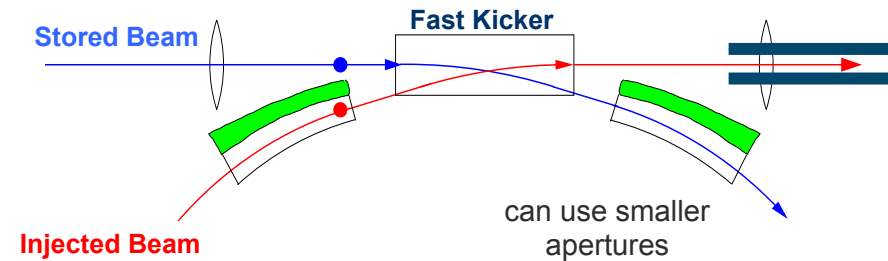 Fast Kicker
Stored Beam
can use smaller
apertures
Injected Beam